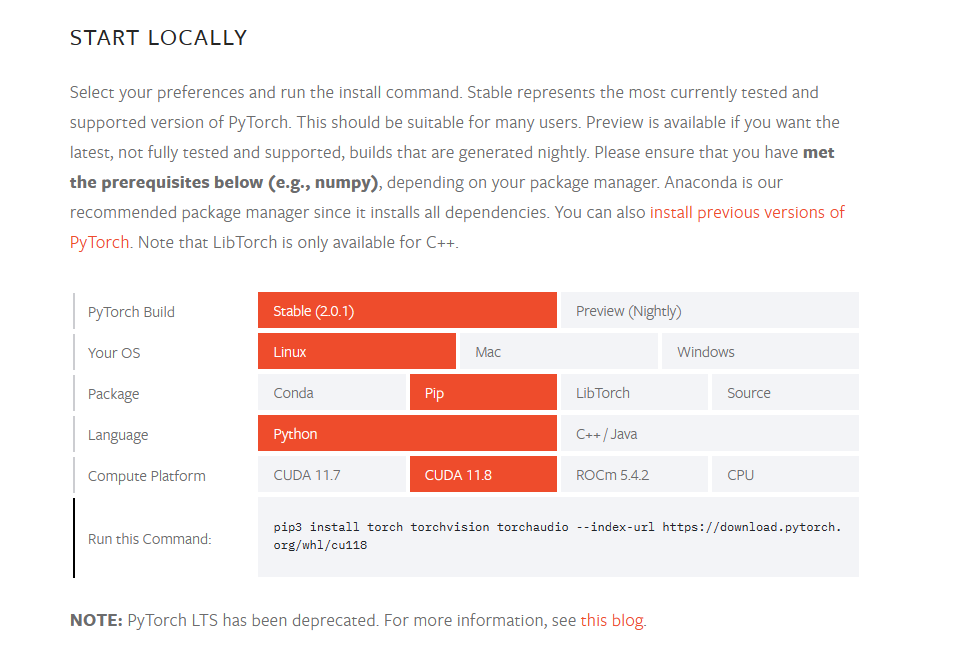 START LOCALLY
Select your preferences and run the install command. Stable represents the most currently tested and
supported version of PyTorch. This should be suitable for many users. Preview is available if you want the
latest, not fully tested and supported, builds that are generated nightly. Please ensure that you have met
the prerequisites below (e.g., numpy), depending on your package manager. Anaconda is our
recommended package manager since it installs all dependencies. You can also install previous versions of
PyTorch. Note that LibTorch is only available for C++.
PyTorch Build Stable (2.0.1) Preview (Nightly)
Your OS Linux Mac Windows
Package Conda Pip LibTorch Source
Language Python C++ / Java
Compute Platform CUDA 11.7 CUDA 11.8 ROCm 5.4.2 CPU
Run this Command: pip3 install torch torchvision torchaudio --index-url https://download.pytorch.
org/whl/cu118
NOTE: PyTorch LTS has been deprecated. For more information, see this blog.